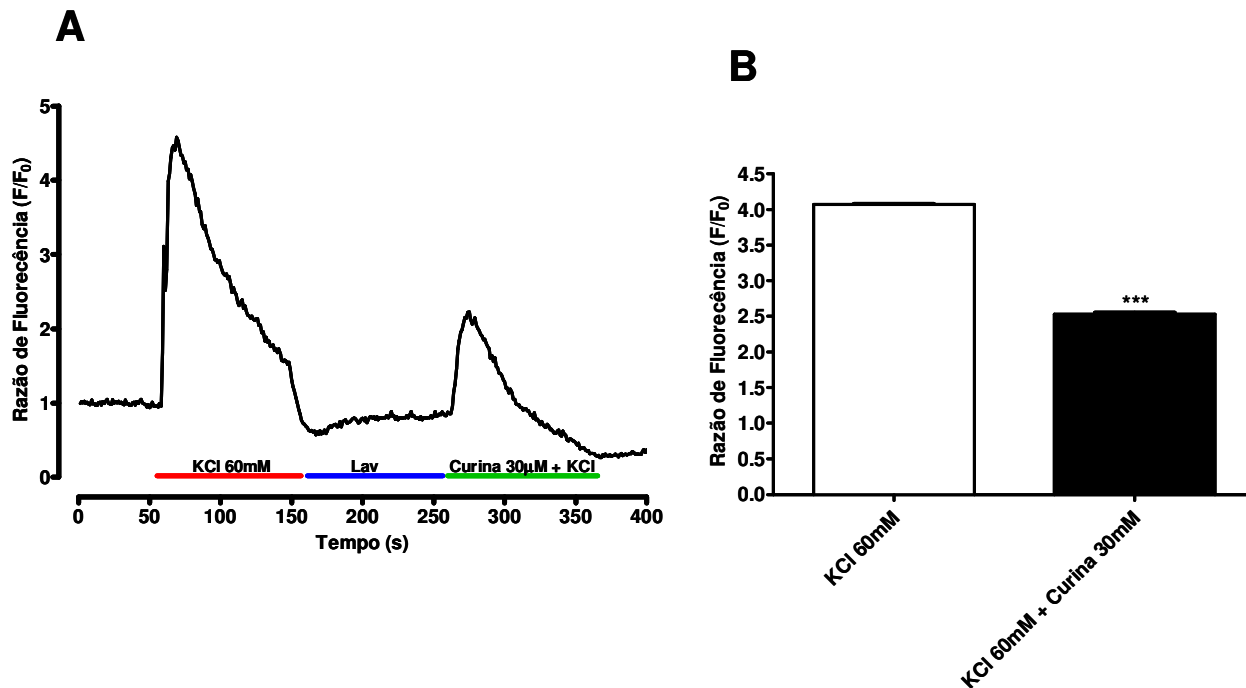 A
Razão de Fluorecência (F/F₀)
5
4
3
2
1
0
KCl 60mM
Lav
Curina 30µM + KCl
0 50 100 150 200 250 300 350 400
Tempo (s)
B
Razão de Fluorecência (F/F₀)
4.5
4.0
3.5
3.0
2.5
2.0
1.5
1.0
0.5
0.0
***
KCl 60mM
KCl 60mM + Curina 30mM